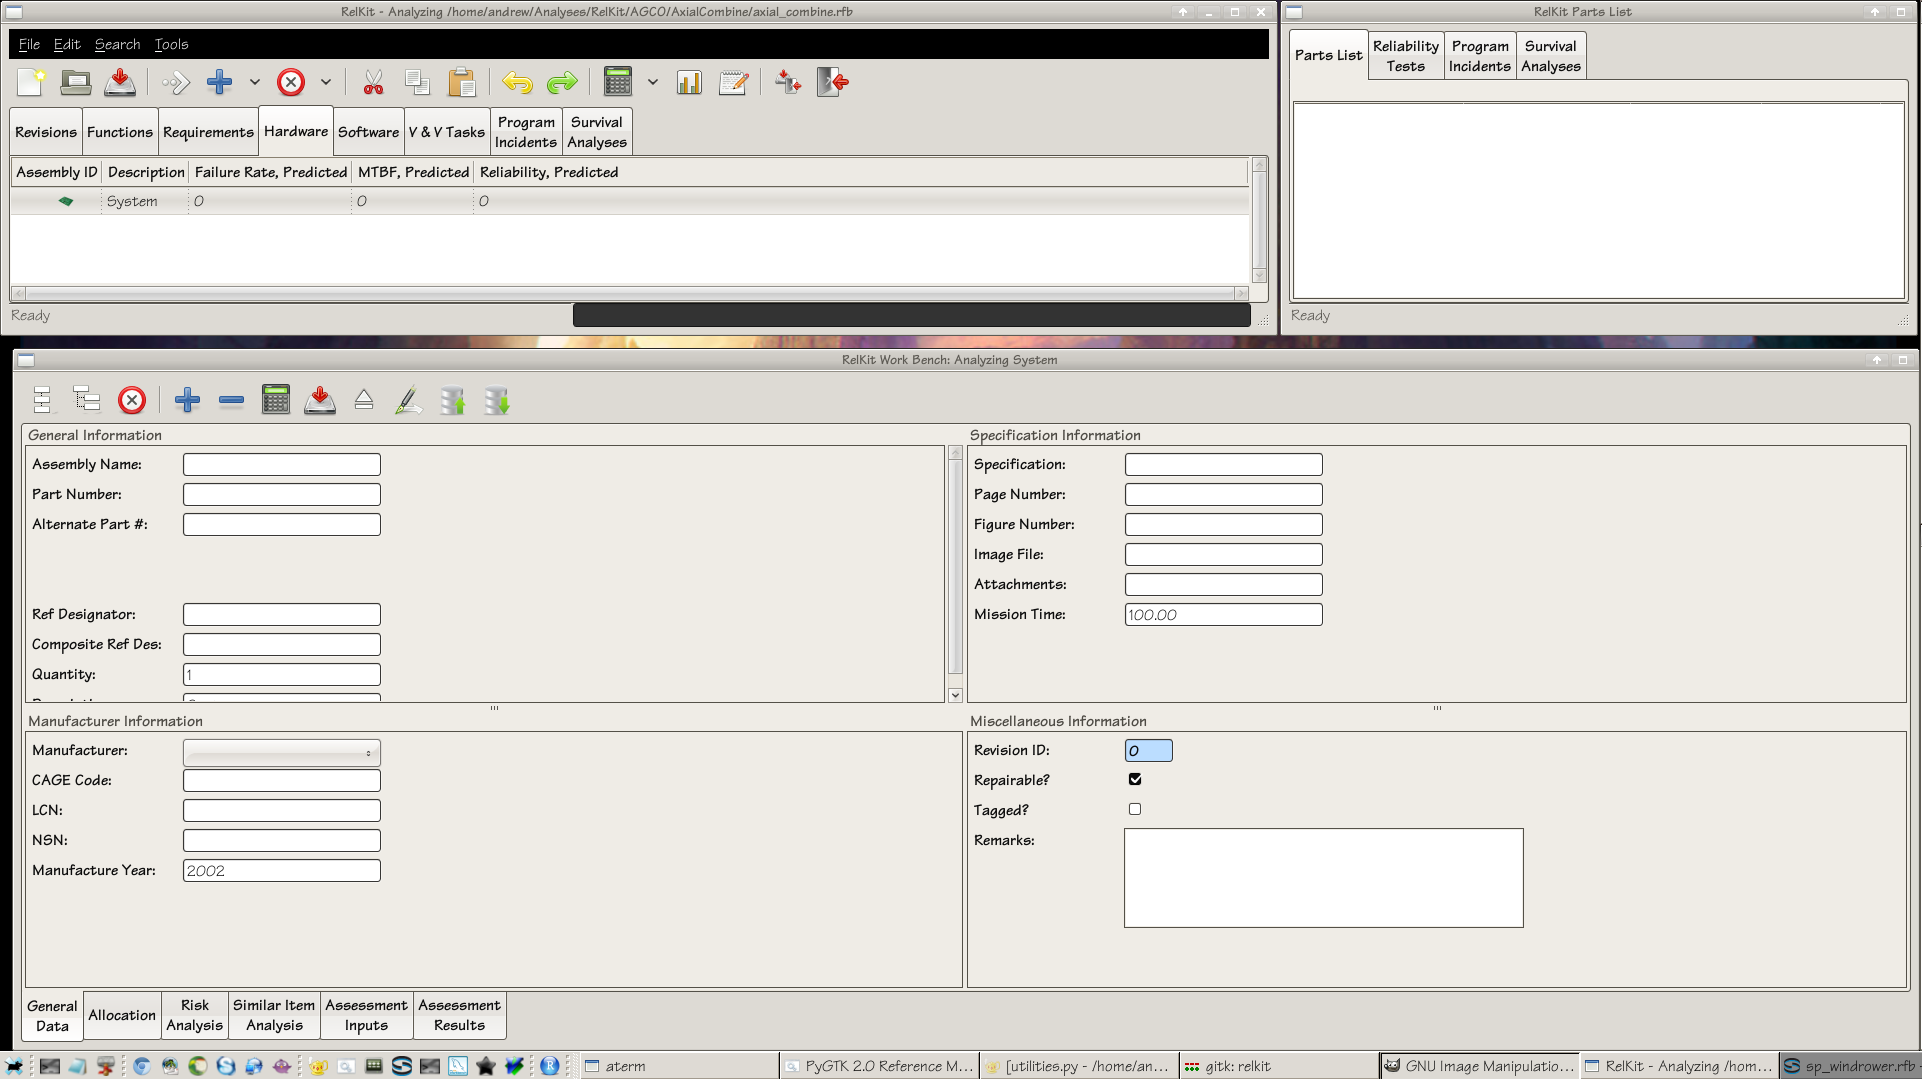 RelKit - Analyzing /home/andrew/Analyses/RelKit/AGCO/AxialCombine/axial_combine.rfb
File Edit Search Tools
Revisions Functions Requirements Hardware Software V & V Tasks Program Incidents Survival Analyses
Assembly ID Description Failure Rate, Predicted MTBF, Predicted Reliability, Predicted
System 0 0 0
Ready
RelKit Parts List
Parts List Reliability Tests Program Incidents Survival Analyses
Ready
RelKit Work Bench: Analyzing System
General Information
Assembly Name:
Part Number:
Alternate Part #:
Ref Designator:
Composite Ref Des:
Quantity: 1
Specification Information
Specification:
Page Number:
Figure Number:
Image File:
Attachments:
Mission Time: 100.00
Manufacturer Information
Manufacturer:
CAGE Code:
LCN:
NSN:
Manufacture Year: 2002
Miscellaneous Information
Revision ID: 0
Repairable?
Tagged?
Remarks:
General Data Allocation Risk Analysis Similar Item Analysis Assessment Inputs Assessment Results
aterm PyGTK 2.0 Reference M... [utilities.py - /home/an... gitk: relkit GNU Image Manipulatio... RelKit - Analyzing /hom... sp_windrower.rfb